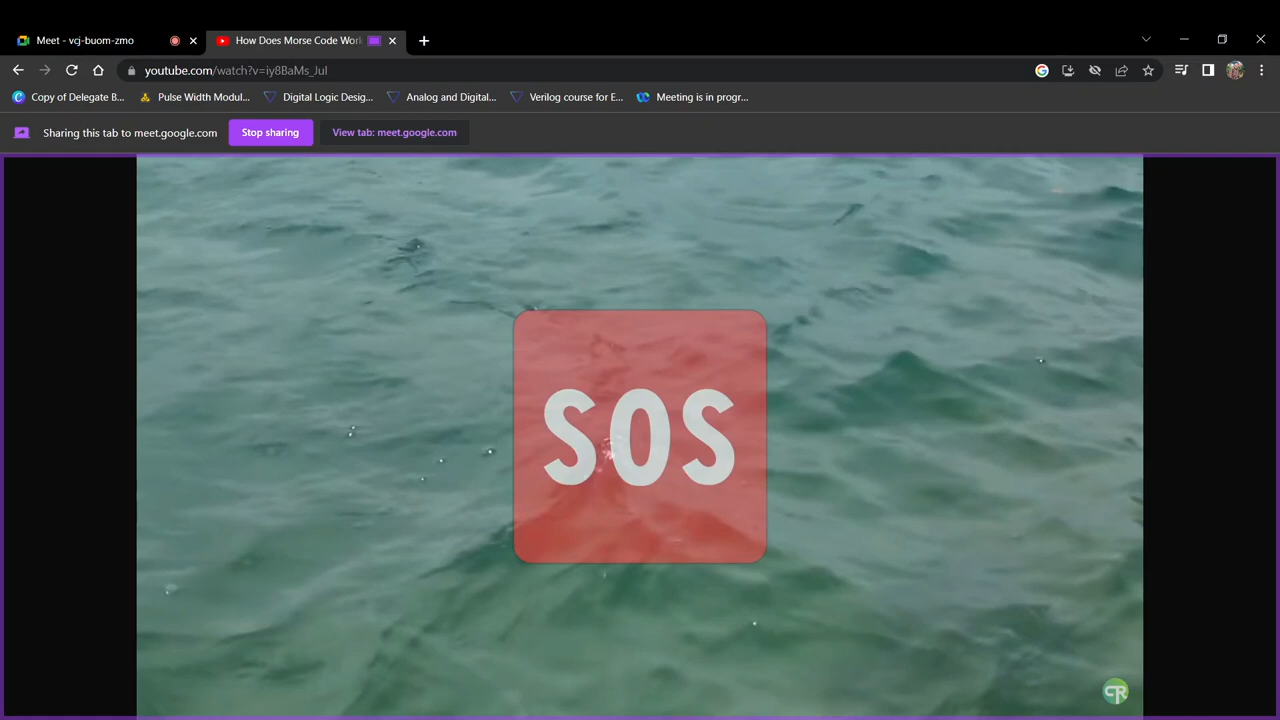 Meet - vcj-buom-zmo
How Does Morse Code Work
youtube.com/watch?v=iy8BaMs_JuI
Copy of Delegate B...
Pulse Width Modul...
Digital Logic Desig...
Analog and Digital...
Verilog course for E...
Meeting is in progr...
Sharing this tab to meet.google.com
Stop sharing
View tab: meet.google.com
SOS
CR